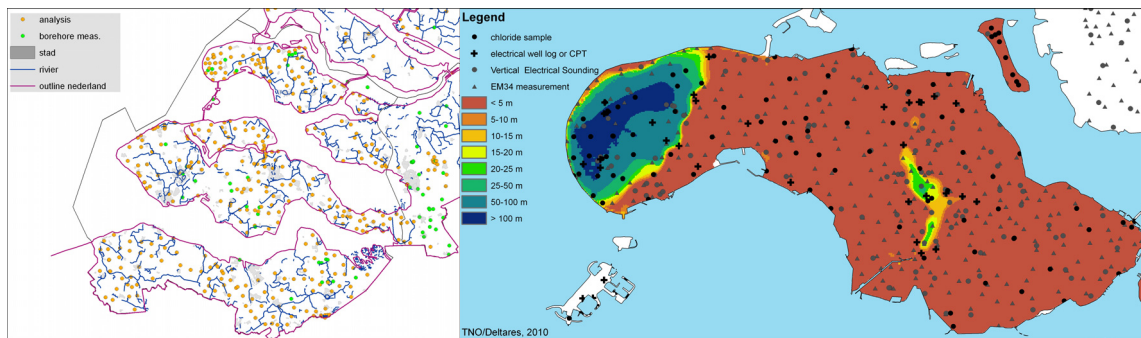 analysis
borehore meas.
stad
rivier
outline nederland
Legend
chloride sample
electrical well log or CPT
Vertical Electrical Sounding
EM34 measurement
< 5 m
5-10 m
10-15 m
15-20 m
20-25 m
25-50 m
50-100 m
> 100 m
TNO/Deltares, 2010